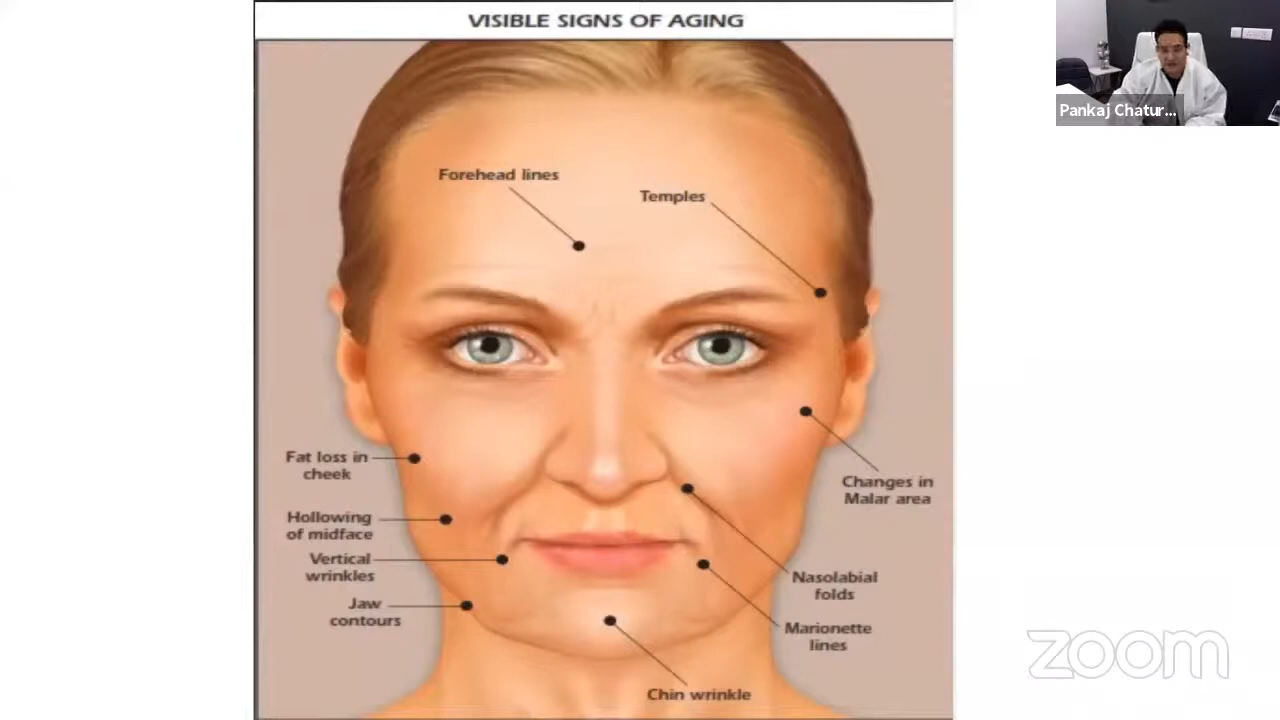 VISIBLE SIGNS OF AGING
Pankaj Chatur...
Forehead lines
Temples
Fat loss in
cheek
Changes in
Malar area
Hollowing
of midface
Vertical
wrinkles
Nasolabial
folds
Jaw
contours
Marionette
lines
Chin wrinkle
zoom